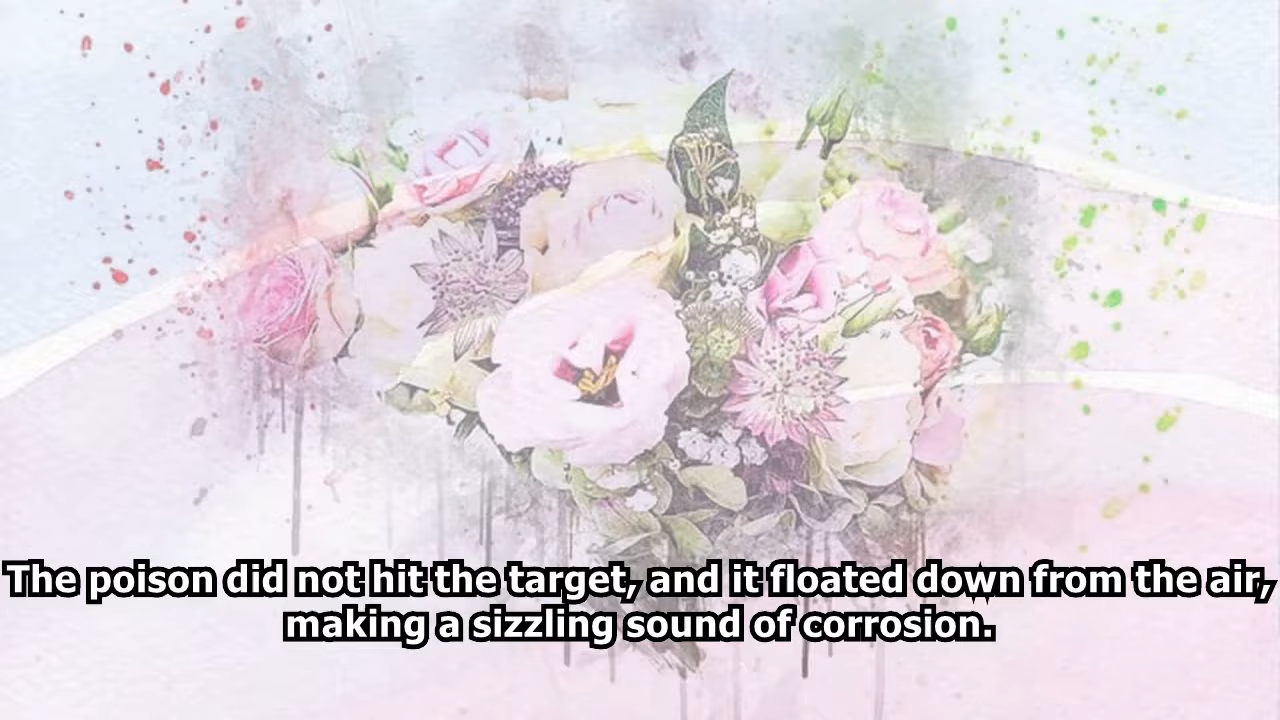 The poison did not hit the target, and it floated down from the air,
making a sizzling sound of corrosion.